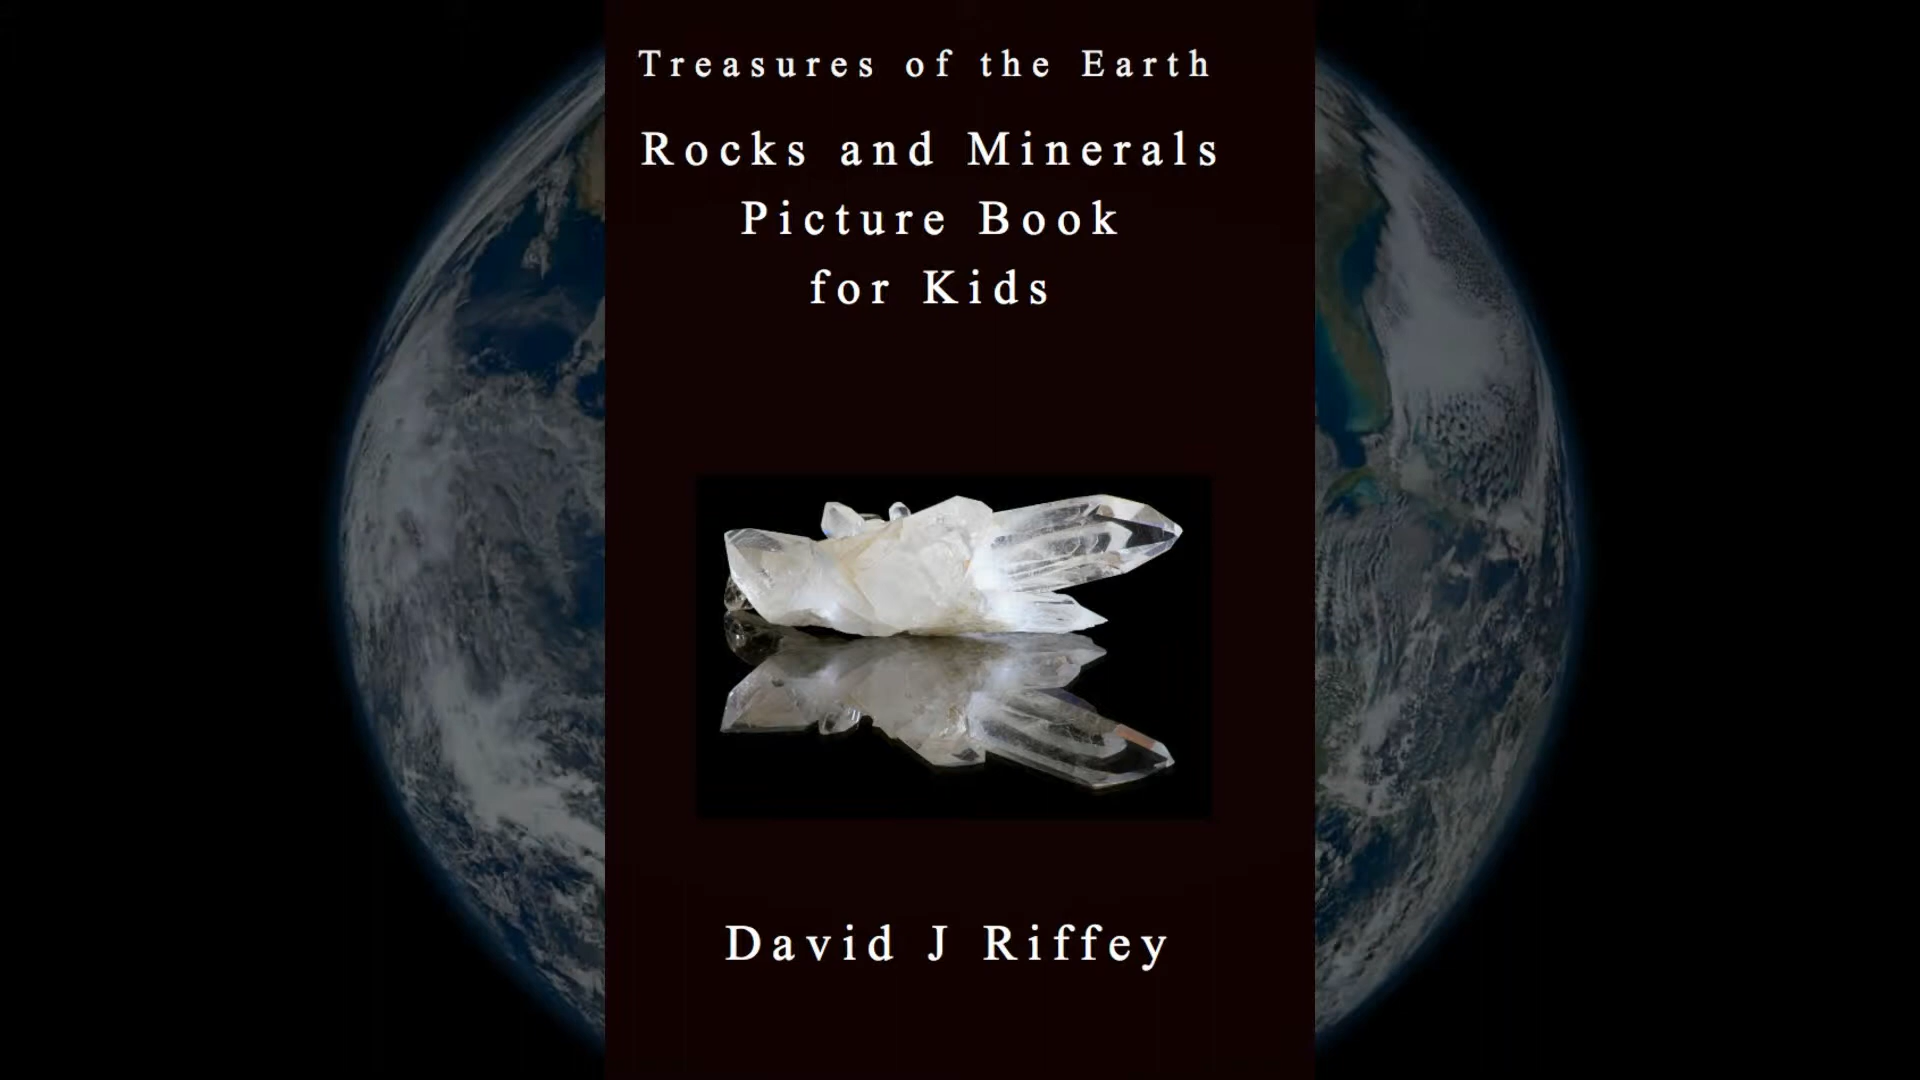 Treasures of the Earth
Rocks and Minerals
Picture Book
for Kids
David J Riffey